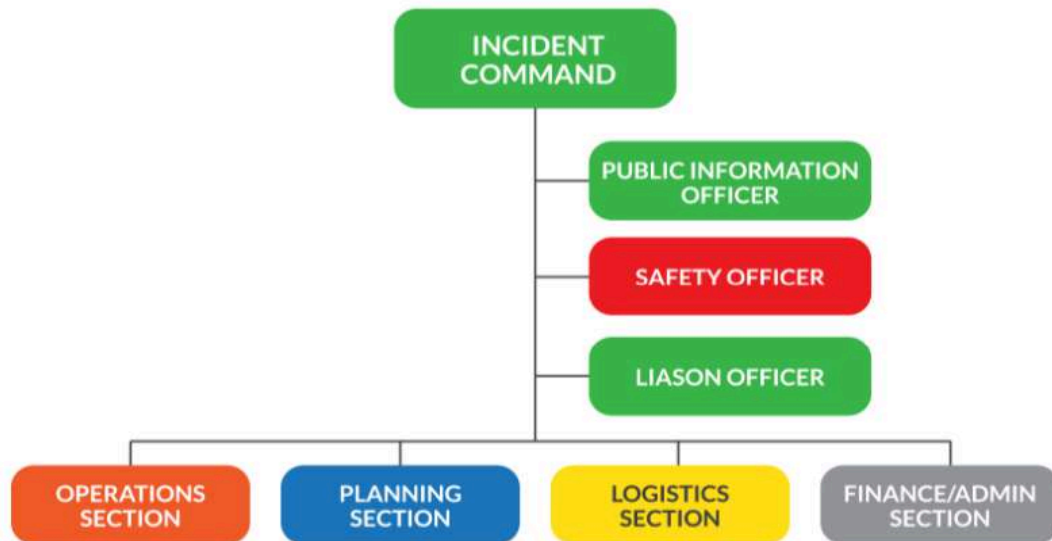 INCIDENT
COMMAND
PUBLIC INFORMATION
OFFICER
SAFETY OFFICER
LIASON OFFICER
OPERATIONS
SECTION
PLANNING
SECTION
LOGISTICS
SECTION
FINANCE/ADMIN
SECTION